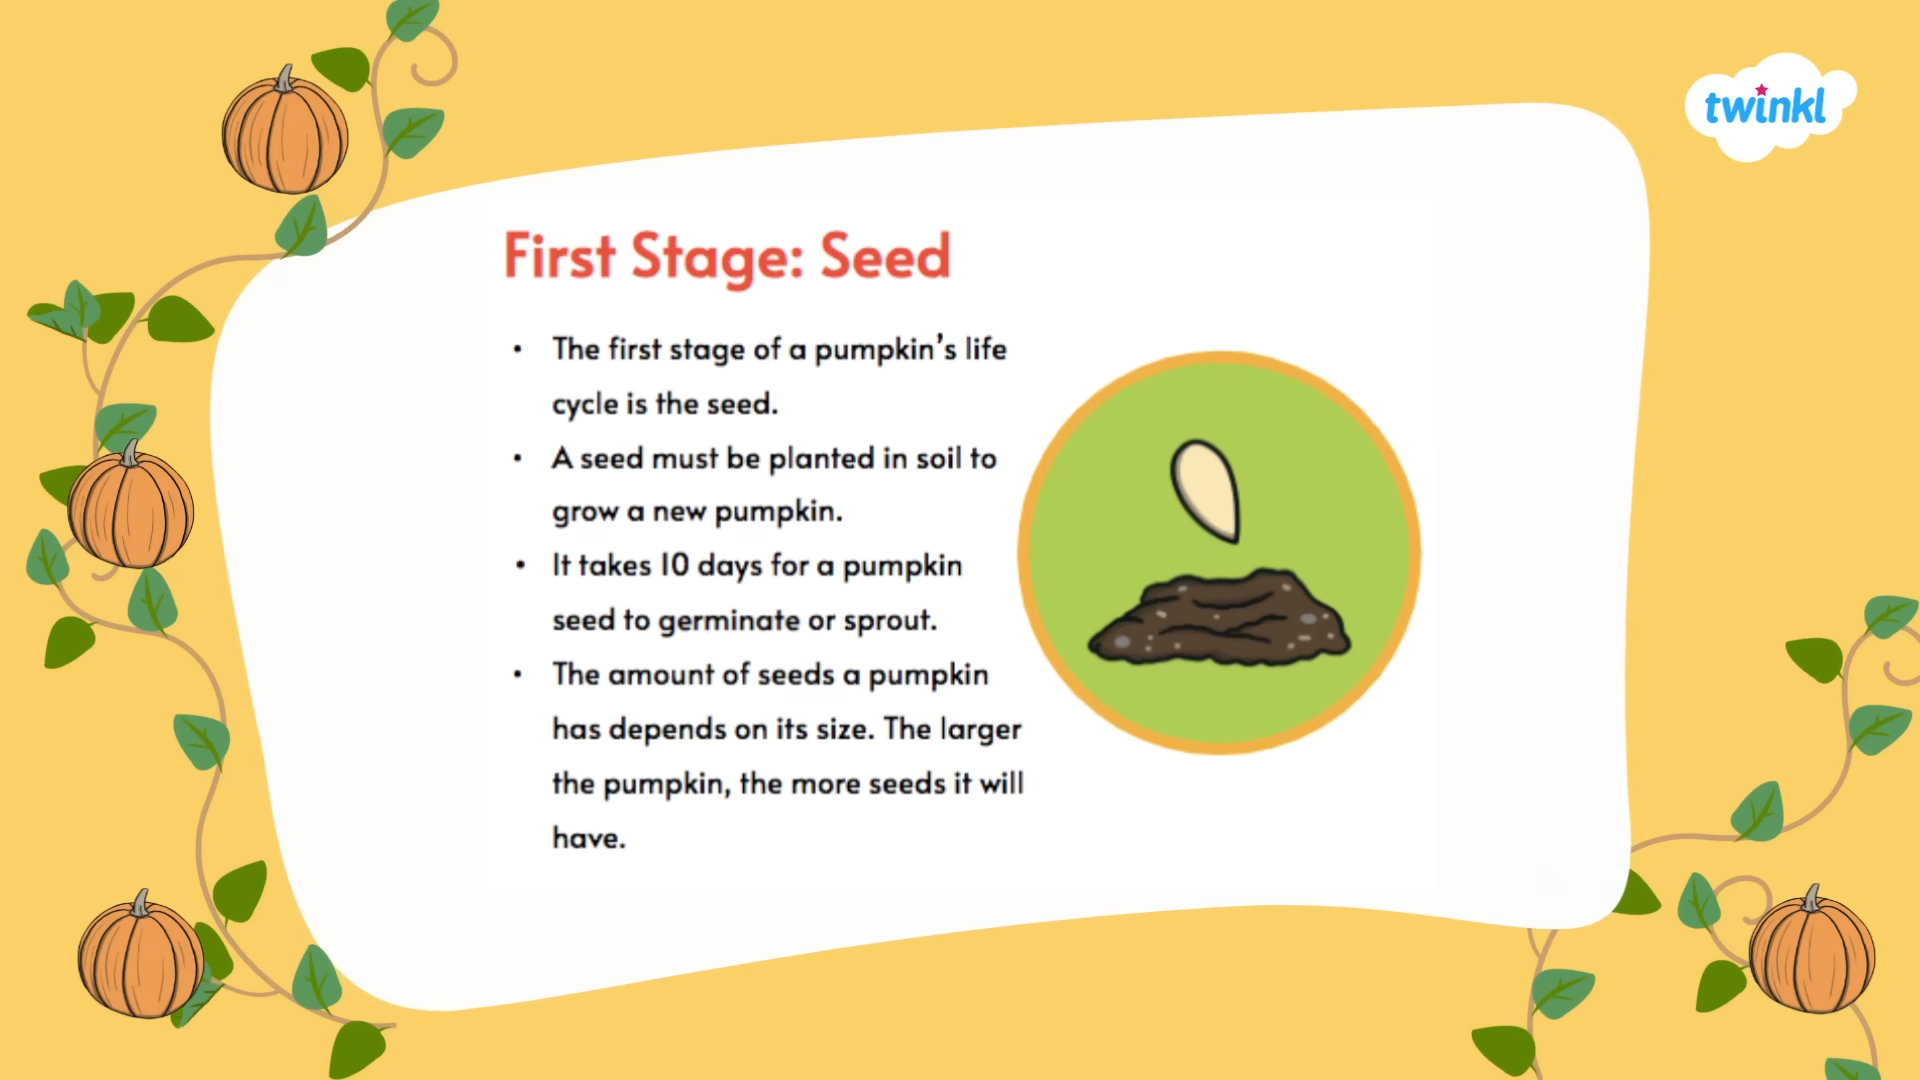 twinkl
First Stage: Seed
• The first stage of a pumpkin's life
cycle is the seed.
• A seed must be planted in soil to
grow a new pumpkin.
• It takes 10 days for a pumpkin
seed to germinate or sprout.
• The amount of seeds a pumpkin
has depends on its size. The larger
the pumpkin, the more seeds it will
have.